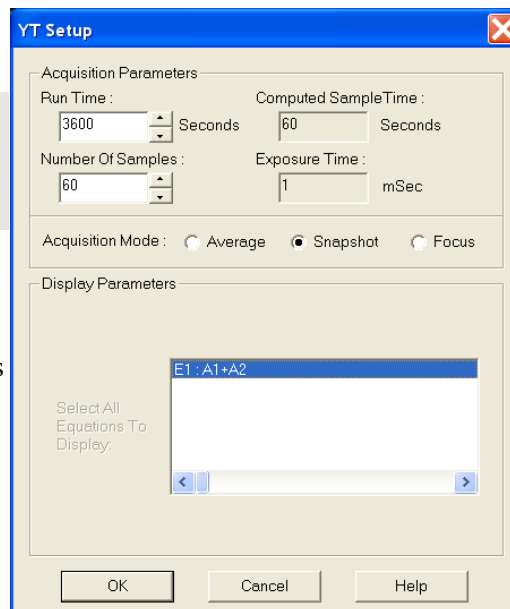 YT Setup
Acquisition Parameters
Run Time : Computed SampleTime :
3600 Seconds 60 Seconds
Number Of Samples : Exposure Time :
60 1 mSec
Acquisition Mode : Average Snapshot Focus
Display Parameters
s
E1 : A1+A2
Select All
Equations To
Display:
OK Cancel Help